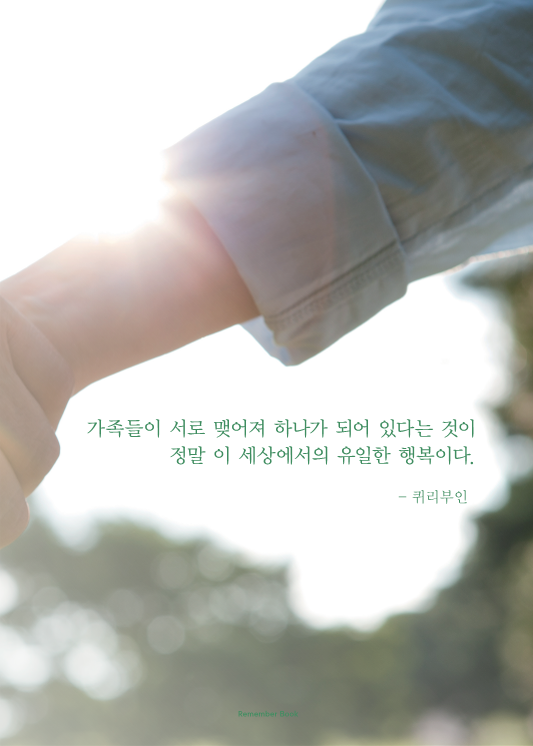 가족들이 서로 맺어져 하나가 되어 있다는 것이
정말 이 세상에서의 유일한 행복이다.
– 퀴리부인
Remember